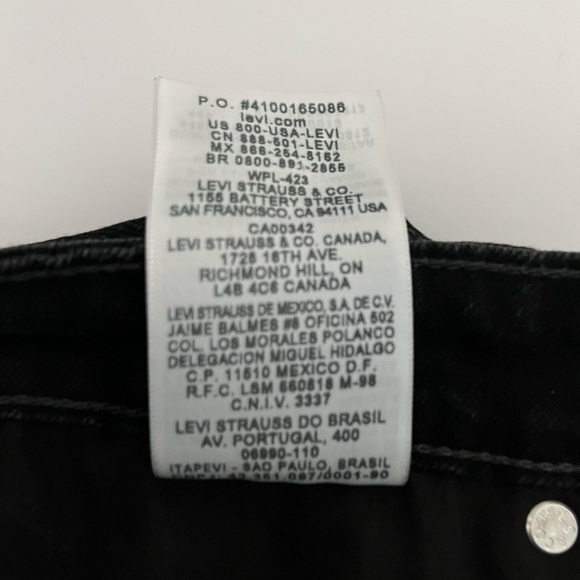 P.O. #4100165086
levi.com
US 800-USA-LEVI
CN 888-501-LEVI
MX 866-254-8162
BR 0800-891-2855
WPL-423
LEVI STRAUSS & CO.
1155 BATTERY STREET
SAN FRANCISCO, CA 94111 USA
CA00342
LEVI STRAUSS & CO. CANADA,
1725 16TH AVE.
RICHMOND HILL, ON
L4B 4C6 CANADA
LEVI STRAUSS DE MEXICO, S.A. DE C.V.
JAIME BALMES #8 OFICINA 502
COL. LOS MORALES POLANCO
DELEGACION MIGUEL HIDALGO
C.P. 11510 MEXICO D.F.
R.F.C. LSM 560818 M-98
C.N.I.V. 3337
LEVI STRAUSS DO BRASIL
AV. PORTUGAL, 400
06690-110
ITAPEVI - SAO PAULO, BRASIL